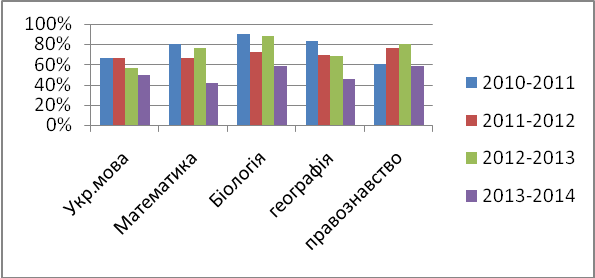 100%
80%
60%
40%
20%
0%
Укр.мова
Математика
Біологія
географія
правознавство
2010-2011
2011-2012
2012-2013
2013-2014